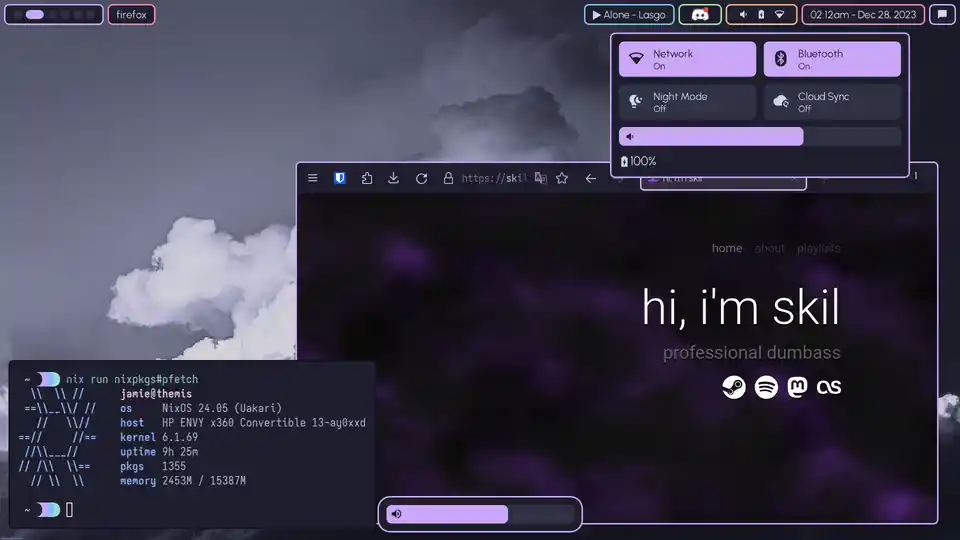 firefox
▶ Alone - Lasgo
02:12am - Dec 28, 2023
Network
On
Bluetooth
On
Night Mode
Off
Cloud Sync
Off
100%
https://skil
hi, i'm skil
1
home about playlists
hi, i'm skil
professional dumbass
~ nix run nixpkgs#pfetch
\\ \\ // jamie@themis
==\\__\\/ // os NixOS 24.05 (Uakari)
// \\// host HP ENVY x360 Convertible 13-ay0xxd
==// //== kernel 6.1.69
//\\___// uptime 9h 25m
// /\\ \\== pkgs 1355
// \\ \\ memory 2453M / 15387M
~